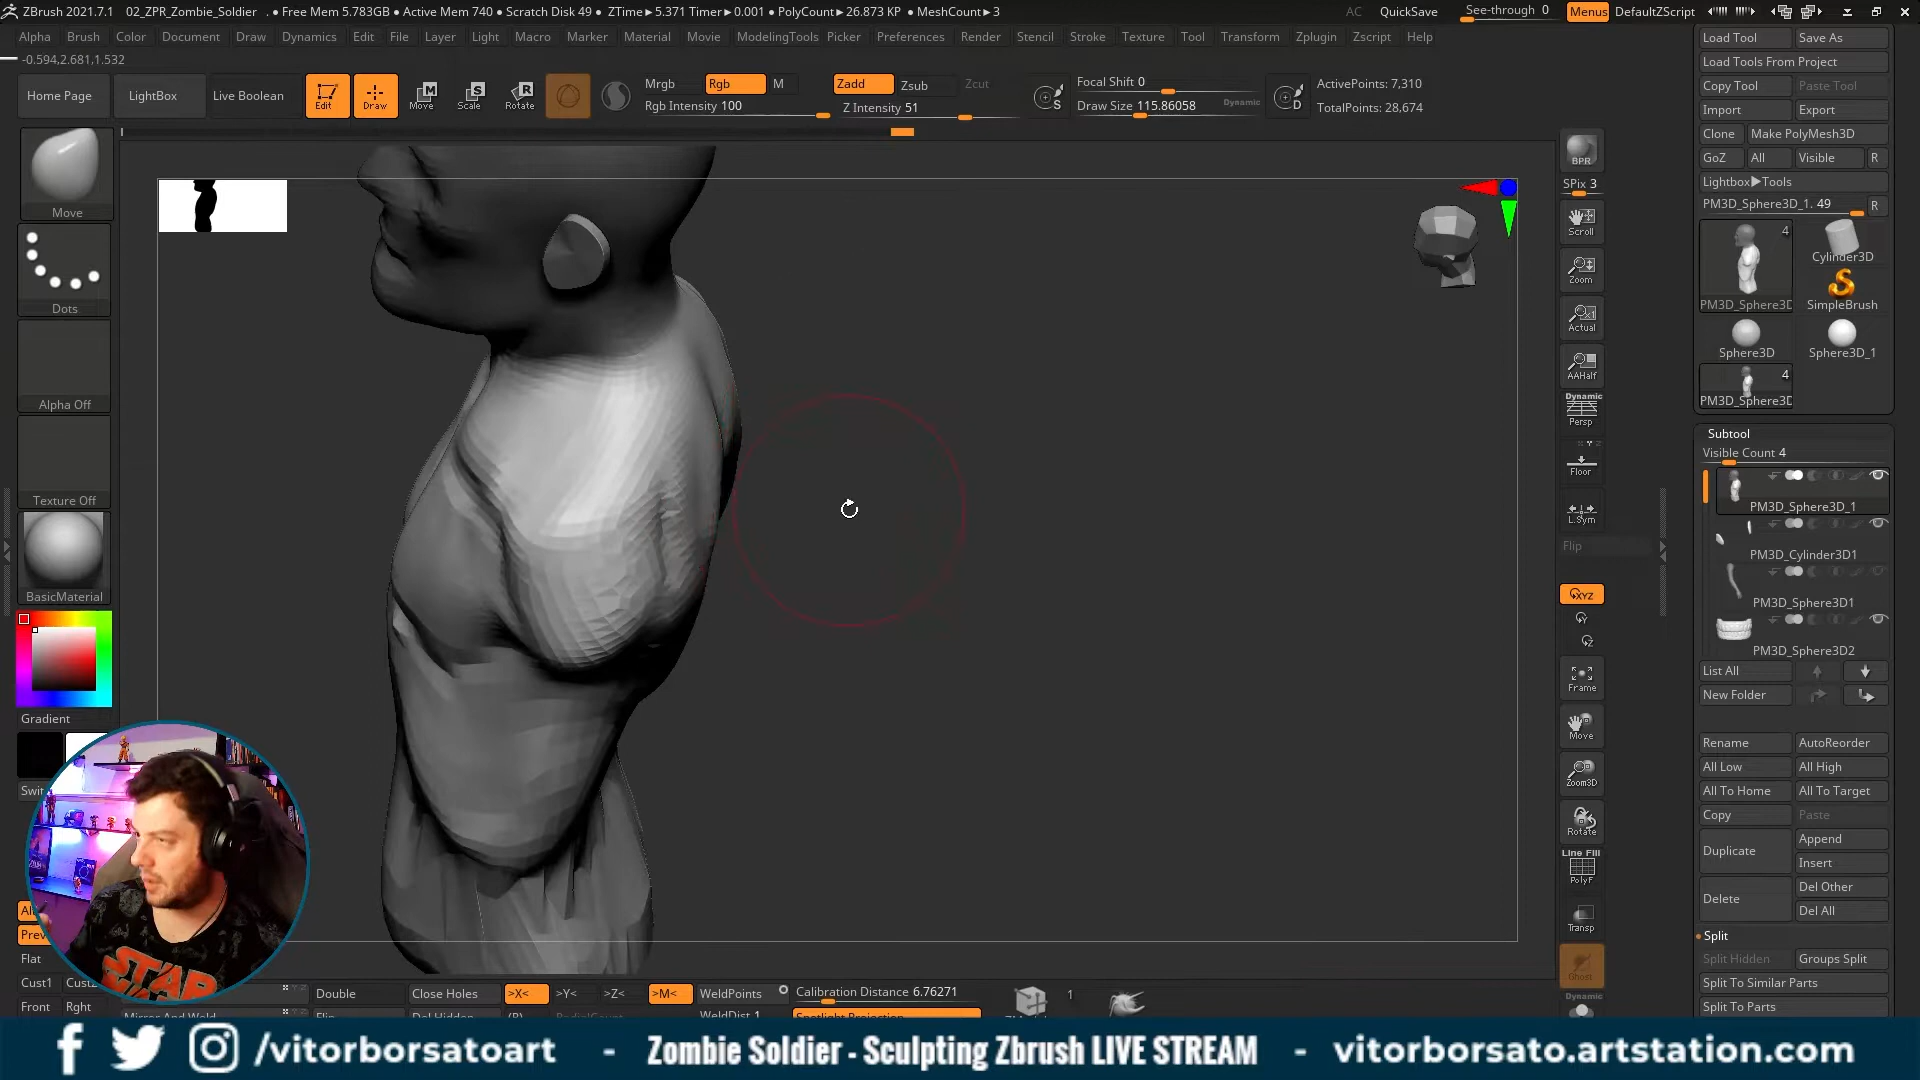 ZBrush 2021.7.1 02_ZPR_Zombie_Soldier . • Free Mem 5.783GB • Active Mem 740 • Scratch Disk 49 • ZTime►5.371 Timer►0.001 • PolyCount►26.873 KP • MeshCount►3 AC QuickSave See-through 0 Menus DefaultZScript
Alpha Brush Color Document Draw Dynamics Edit File Layer Light Macro Marker Material Movie ModelingTools Picker Preferences Render Stencil Stroke Texture Tool Transform Zplugin Zscript Help
-0.594,2.681,1.532
Home Page LightBox Live Boolean Edit Draw Move Scale Rotate
Mrgb Rgb M
Rgb Intensity 100
Zadd Zsub Zcut
Z Intensity 51
S
Focal Shift 0
Draw Size 115.86058 Dynamic
D
ActivePoints: 7,310
TotalPoints: 28,674
Move
Dots
Alpha Off
Texture Off
BasicMaterial
Gradient
Flat
Front Rght
Double Close Holes >X< >Y< >Z< >M< WeldPoints Calibration Distance 6.76271
1
BPR
SPix 3
Scroll
Zoom
Actual
AAHalf
Dynamic
Persp
Floor
L.Sym
Flip
XYZ
Frame
Move
Zoom3D
Rotate
Line Fill
PolyF
Transp
Ghost
Dynamic
Load Tool Save As
Load Tools From Project
Copy Tool Paste Tool
Import Export
Clone Make PolyMesh3D
GoZ All Visible R
Lightbox►Tools
PM3D_Sphere3D_1. 49 R
4
PM3D_Sphere3D
Cylinder3D
SimpleBrush
Sphere3D Sphere3D_1
4
PM3D_Sphere3D
Subtool
Visible Count 4
PM3D_Sphere3D_1
PM3D_Cylinder3D1
PM3D_Sphere3D1
PM3D_Sphere3D2
List All
New Folder
Rename AutoReorder
All Low All High
All To Home All To Target
Copy Paste
Duplicate Append
Insert
Delete Del Other
Del All
Split
Split Hidden Groups Split
Split To Similar Parts
Split To Parts
/vitorborsatoart - Zombie Soldier - Sculpting Zbrush LIVE STREAM - vitorborsato.artstation.com